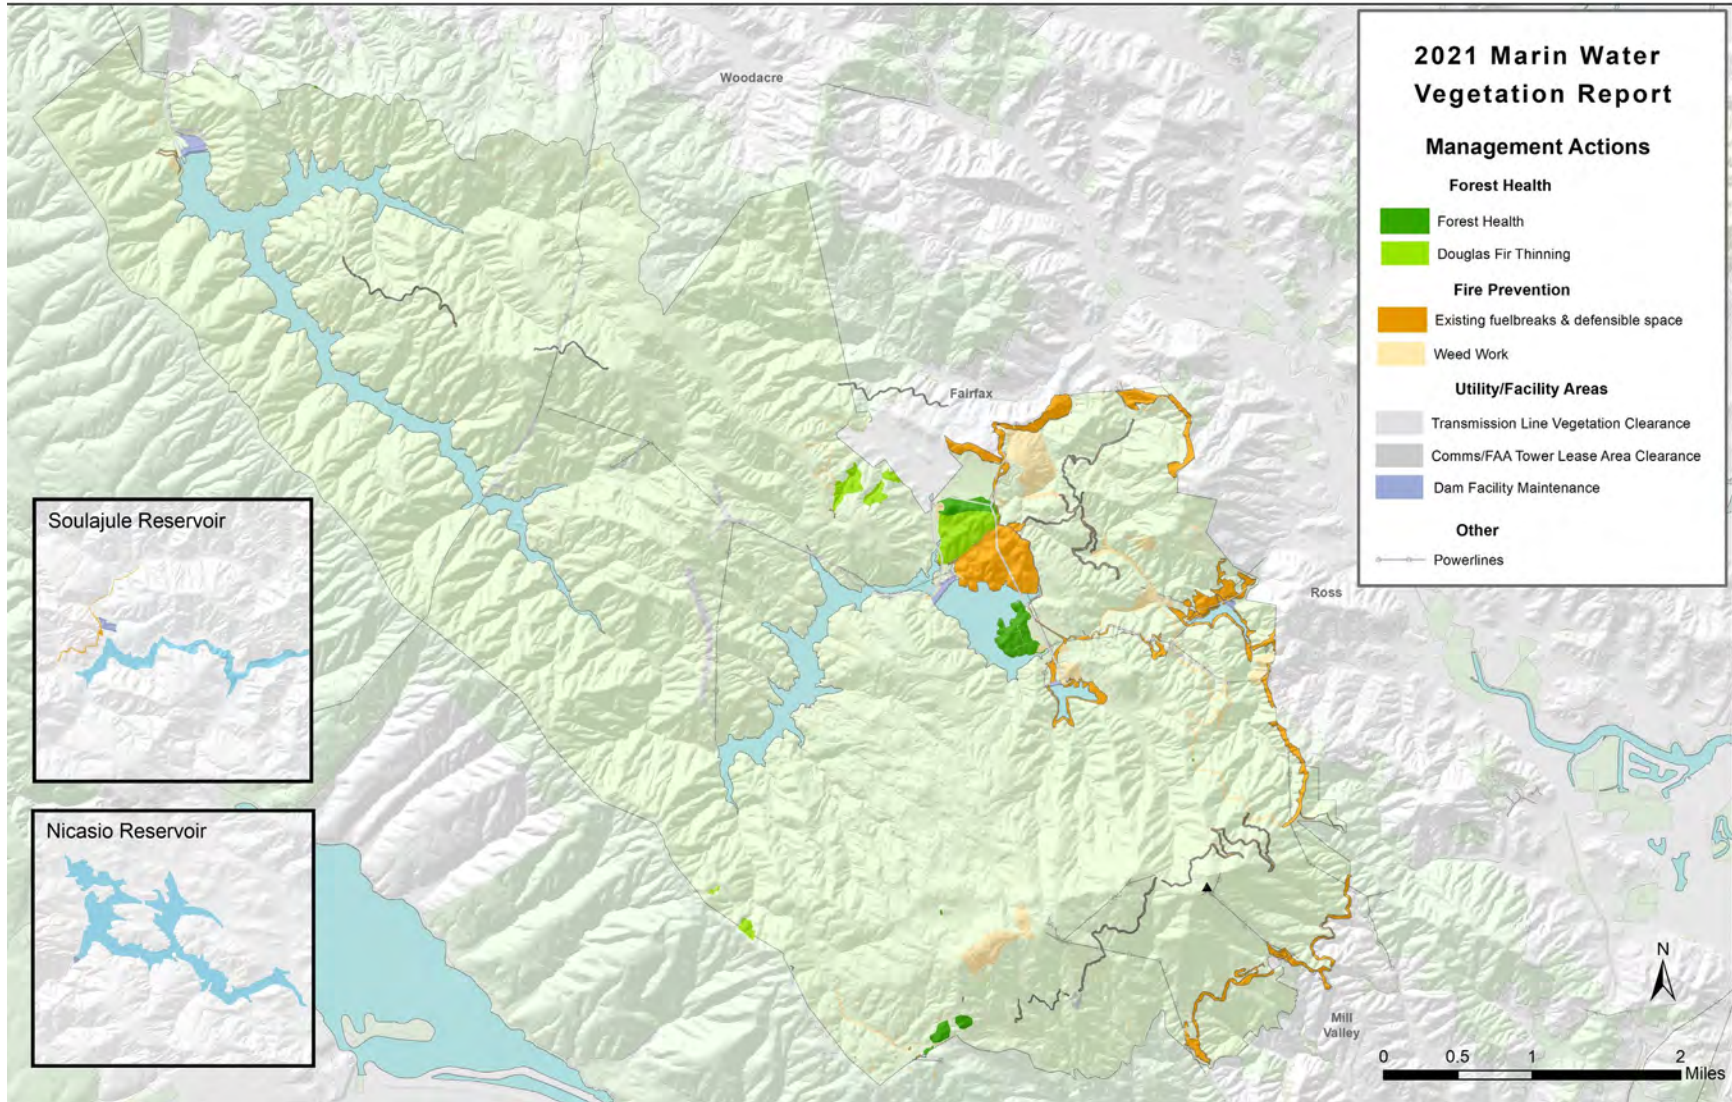 2021 Marin Water
Vegetation Report
Management Actions
Forest Health
Forest Health
Douglas Fir Thinning
Fire Prevention
Existing fuelbreaks & defensible space
Weed Work
Utility/Facility Areas
Transmission Line Vegetation Clearance
Comms/FAA Tower Lease Area Clearance
Dam Facility Maintenance
Other
Powerlines
Woodacre
Fairfax
Ross
Mill
Valley
Soulajule Reservoir
Nicasio Reservoir
N
0 0.5 1 2
Miles